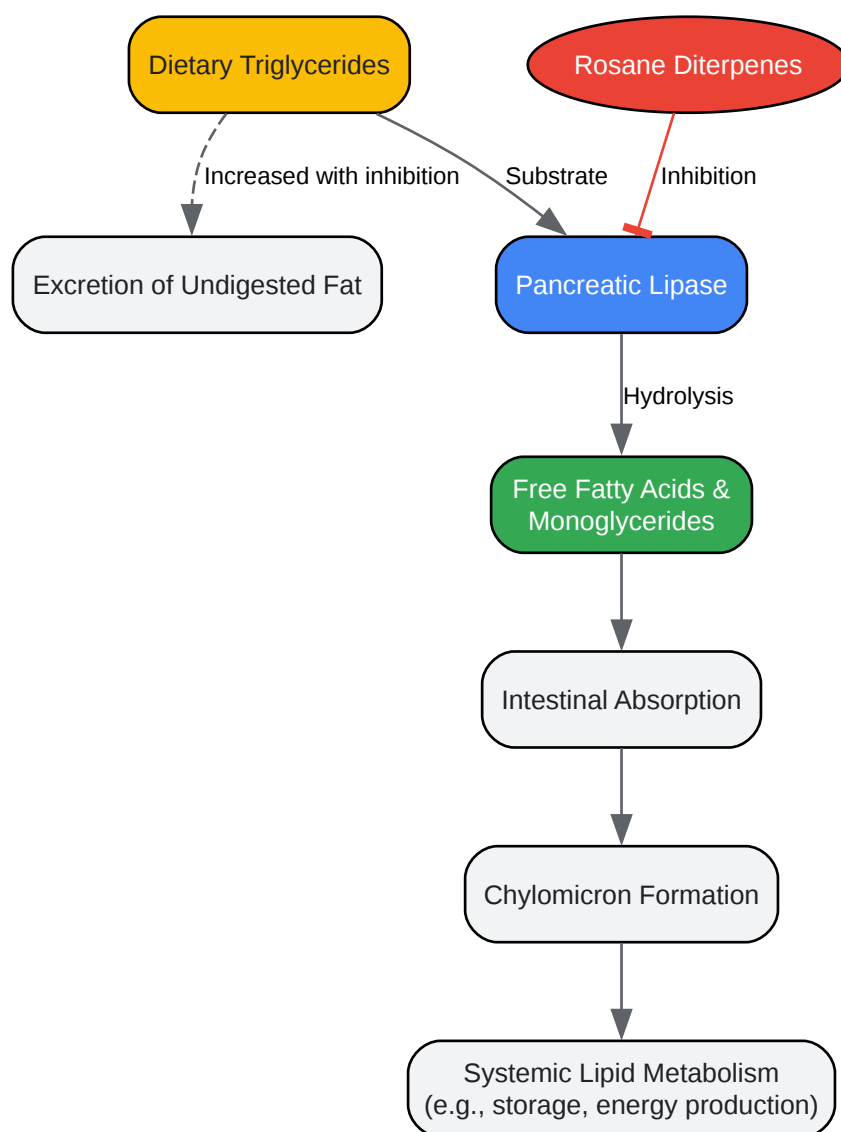 Dietary Triglycerides
Rosane Diterpenes
Increased with inhibition
Substrate
Inhibition
Excretion of Undigested Fat
Pancreatic Lipase
Hydrolysis
Free Fatty Acids &
Monoglycerides
Intestinal Absorption
Chylomicron Formation
Systemic Lipid Metabolism
(e.g., storage, energy production)